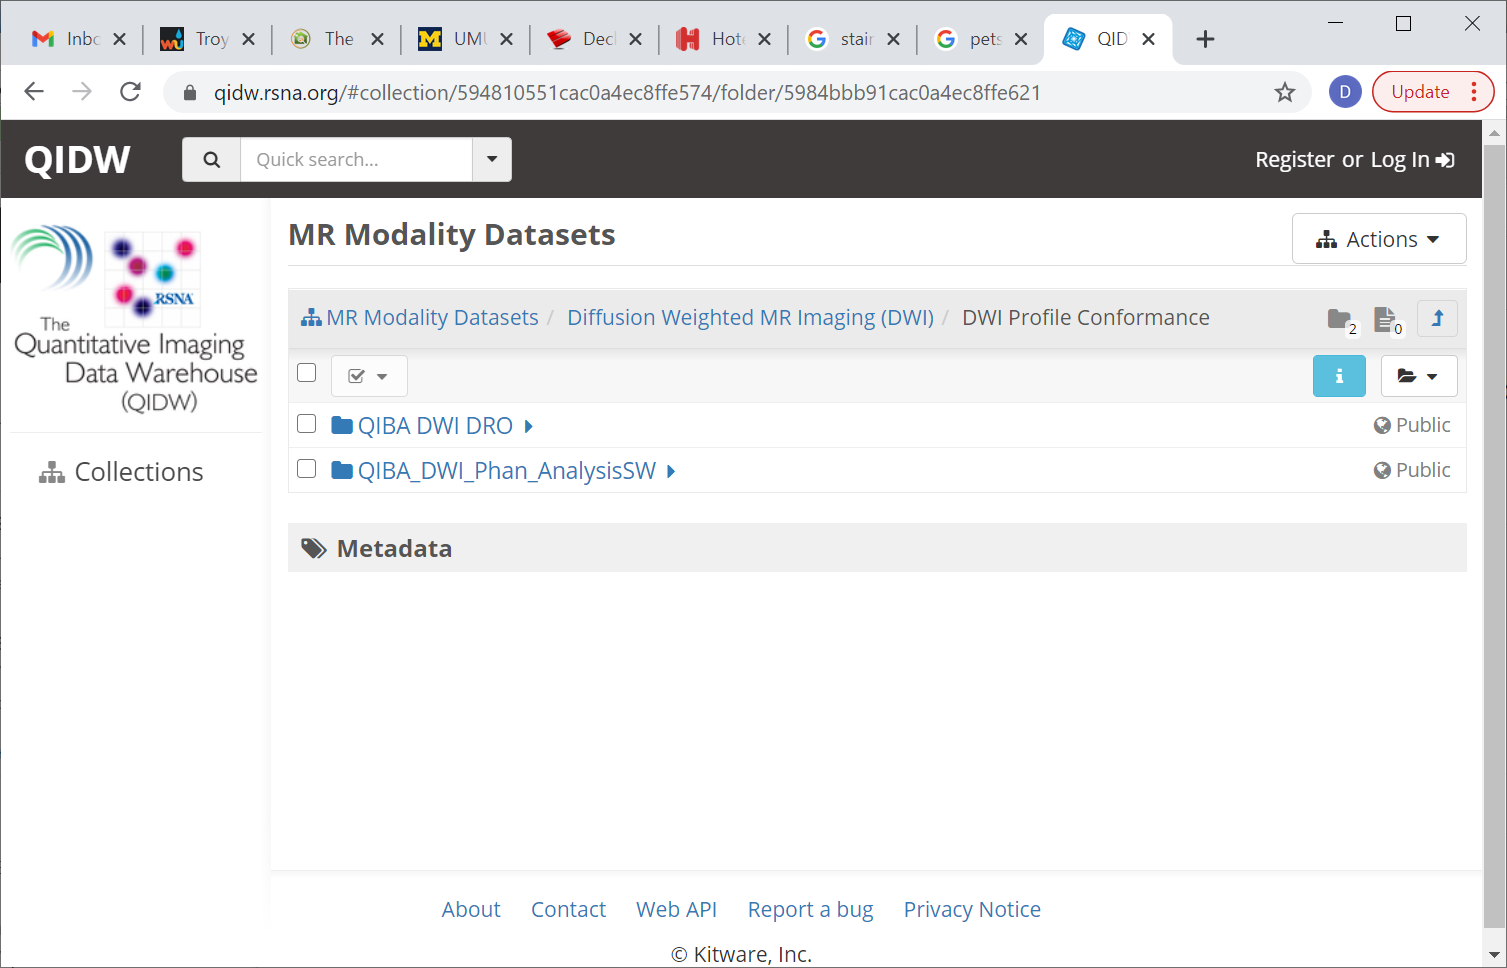 Inbo
Troy
The
UMU
Decl
Hote
stair
pets
QID
qidw.rsna.org/#collection/594810551cac0a4ec8ffe574/folder/5984bbb91cac0a4ec8ffe621
D
Update
QIDW
Quick search...
Register or Log In
RSNA
The
Quantitative Imaging
Data Warehouse
(QIDW)
Collections
MR Modality Datasets
Actions
MR Modality Datasets / Diffusion Weighted MR Imaging (DWI) / DWI Profile Conformance
2
0
QIBA DWI DRO
Public
QIBA_DWI_Phan_AnalysisSW
Public
Metadata
About Contact Web API Report a bug Privacy Notice
© Kitware, Inc.